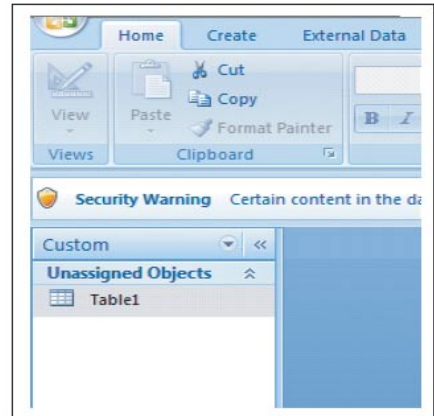 Home Create External Data
Cut
Copy
Format Painter
View
Paste
B I
Views Clipboard
Security Warning Certain content in the da
Custom
Unassigned Objects
Table1